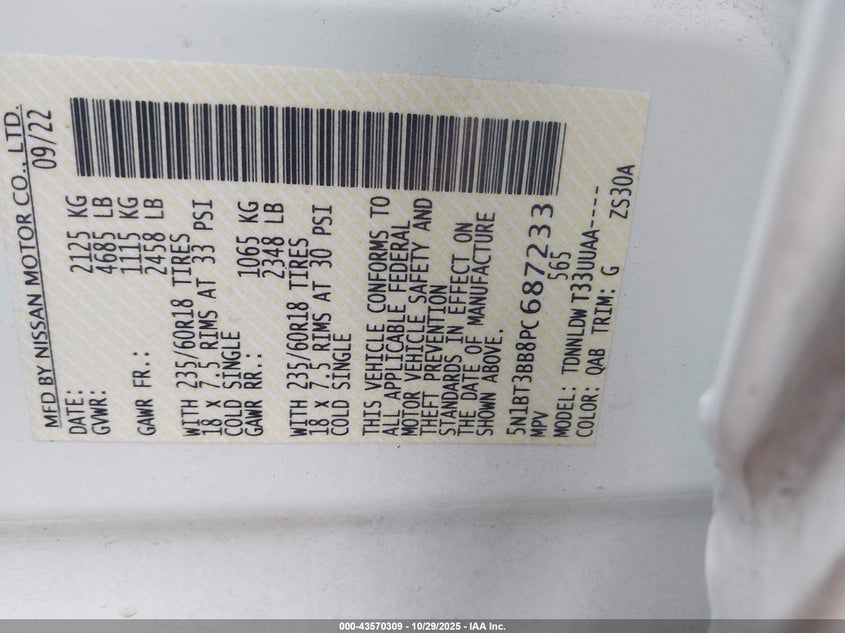 MFD BY NISSAN MOTOR CO., LTD.
DATE: 09/22
GVWR: 2125 KG
4685 LB
GAWR FR.: 1115 KG
2458 LB
WITH 235/60R18 TIRES
18 x 7.5 RIMS AT 33 PSI
COLD SINGLE
GAWR RR.: 1065 KG
2348 LB
WITH 235/60R18 TIRES
18 x 7.5 RIMS AT 30 PSI
COLD SINGLE
THIS VEHICLE CONFORMS TO
ALL APPLICABLE FEDERAL
MOTOR VEHICLE SAFETY AND
THEFT PREVENTION
STANDARDS IN EFFECT ON
THE DATE OF MANUFACTURE
SHOWN ABOVE.
5N1BT3BB8PC687233
MPV 565
MODEL: TDNNLDW T33UUAA----
COLOR: QAB TRIM: G ZS30A
000-43570309 - 10/29/2025 - IAA Inc.